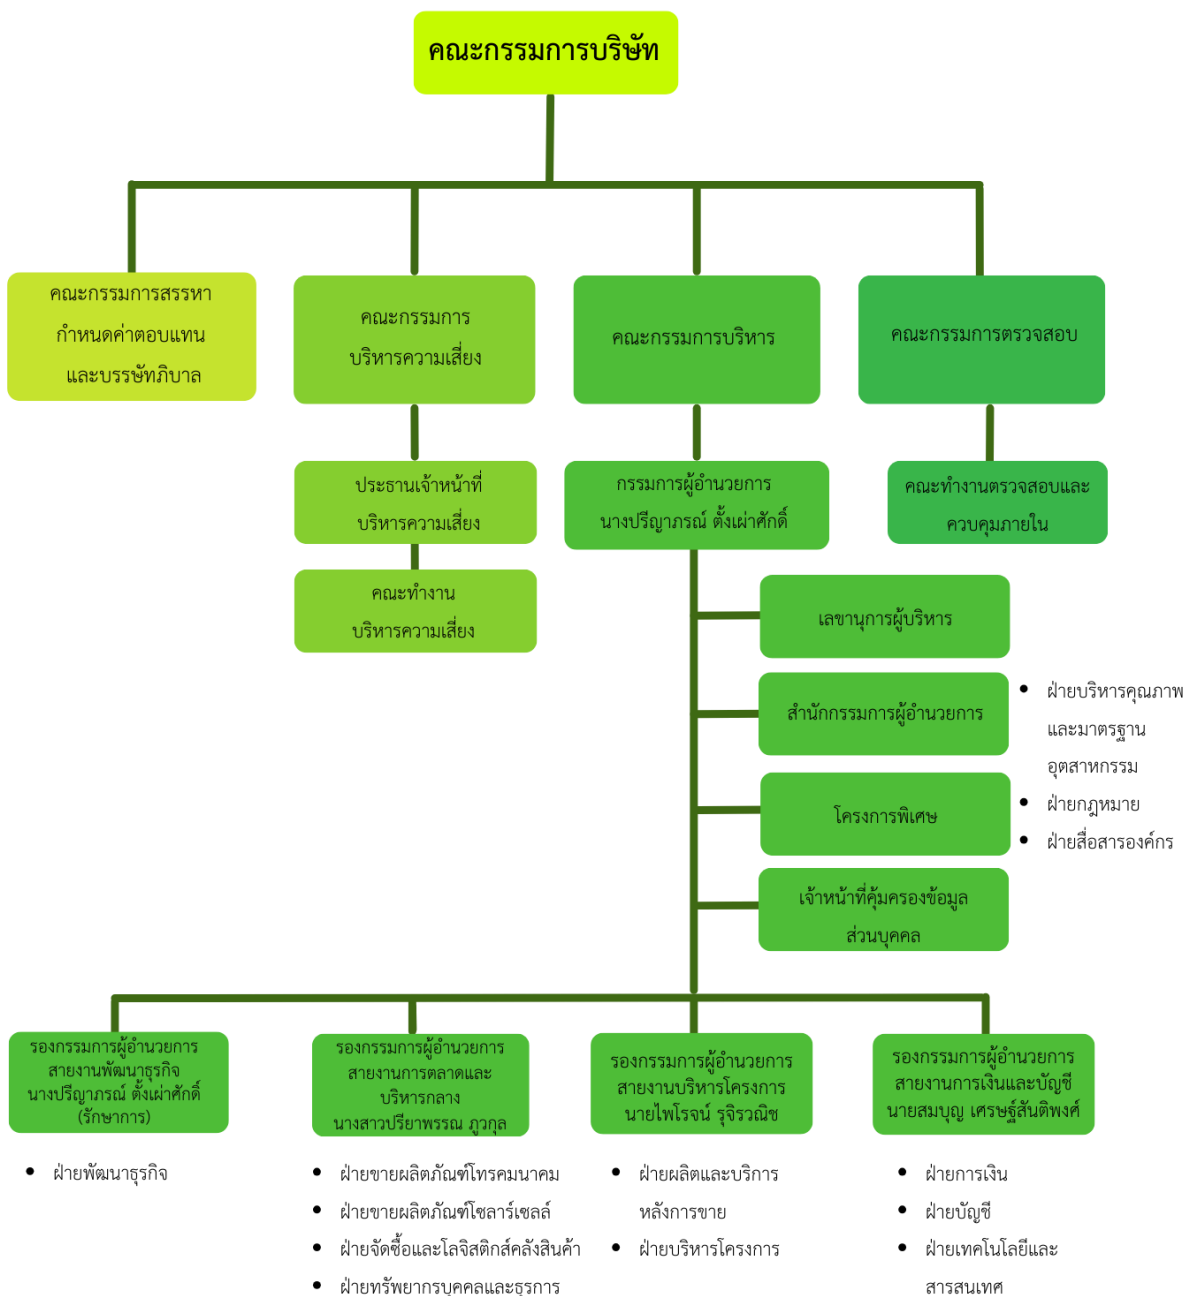 คณะกรรมการบริษัท
คณะกรรมการสรรหา
กำหนดค่าตอบแทน
และบรรษัทภิบาล
คณะกรรมการ
บริหารความเสี่ยง
คณะกรรมการบริหาร
คณะกรรมการตรวจสอบ
ประธานเจ้าหน้าที่
บริหารความเสี่ยง
กรรมการผู้อำนวยการ
นางปรีญาภรณ์ ตั้งเผ่าศักดิ์
คณะทำงานตรวจสอบและ
ควบคุมภายใน
คณะทำงาน
บริหารความเสี่ยง
เลขานุการผู้บริหาร
สำนักกรรมการผู้อำนวยการ
• ฝ่ายบริหารคุณภาพ
และมาตรฐาน
อุตสาหกรรม
• ฝ่ายกฎหมาย
• ฝ่ายสื่อสารองค์กร
โครงการพิเศษ
เจ้าหน้าที่คุ้มครองข้อมูล
ส่วนบุคคล
รองกรรมการผู้อำนวยการ
สายงานพัฒนาธุรกิจ
นางปรีญาภรณ์ ตั้งเผ่าศักดิ์
(รักษาการ)
• ฝ่ายพัฒนาธุรกิจ
รองกรรมการผู้อำนวยการ
สายงานการตลาดและ
บริหารกลาง
นางสาวปรียาพรรณ ภูวกุล
• ฝ่ายขายผลิตภัณฑ์โทรคมนาคม
• ฝ่ายขายผลิตภัณฑ์โซลาร์เซลล์
• ฝ่ายจัดซื้อและโลจิสติกส์คลังสินค้า
• ฝ่ายทรัพยากรบุคคลและธุรการ
รองกรรมการผู้อำนวยการ
สายงานบริหารโครงการ
นายไพโรจน์ รุจิรวณิช
• ฝ่ายผลิตและบริการ
หลังการขาย
• ฝ่ายบริหารโครงการ
รองกรรมการผู้อำนวยการ
สายงานการเงินและบัญชี
นายสมบุญ เศรษฐ์สันติพงศ์
• ฝ่ายการเงิน
• ฝ่ายบัญชี
• ฝ่ายเทคโนโลยีและ
สารสนเทศ